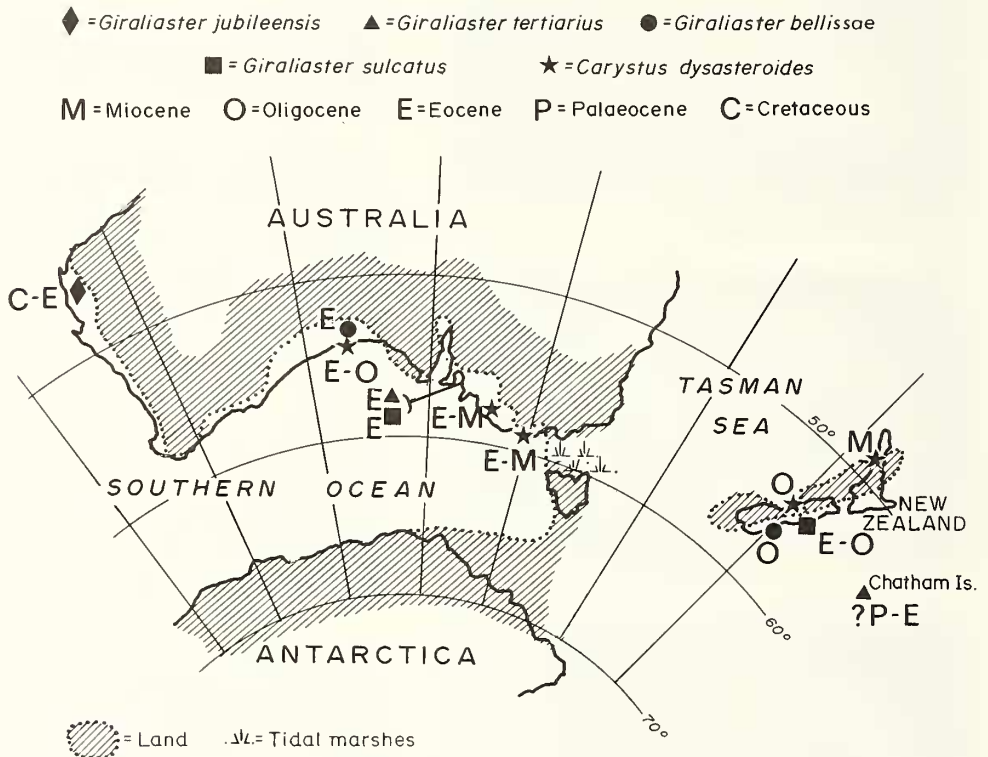 ♦ = Giraliaster jubileensis ▲ = Giraliaster tertiarius ● = Giraliaster bellissae
■ = Giraliaster sulcatus ★ = Carystus dysasteroides
M = Miocene O = Oligocene E = Eocene P = Palaeocene C = Cretaceous
AUSTRALIA
C-E
E
E-O
E
E
E-M
E-M
TASMAN
SEA
50°
M
O
NEW
ZEALAND
SOUTHERN OCEAN
O
E-O
Chatham Is.
?P-E
60°
ANTARCTICA
70°
= Land = Tidal marshes